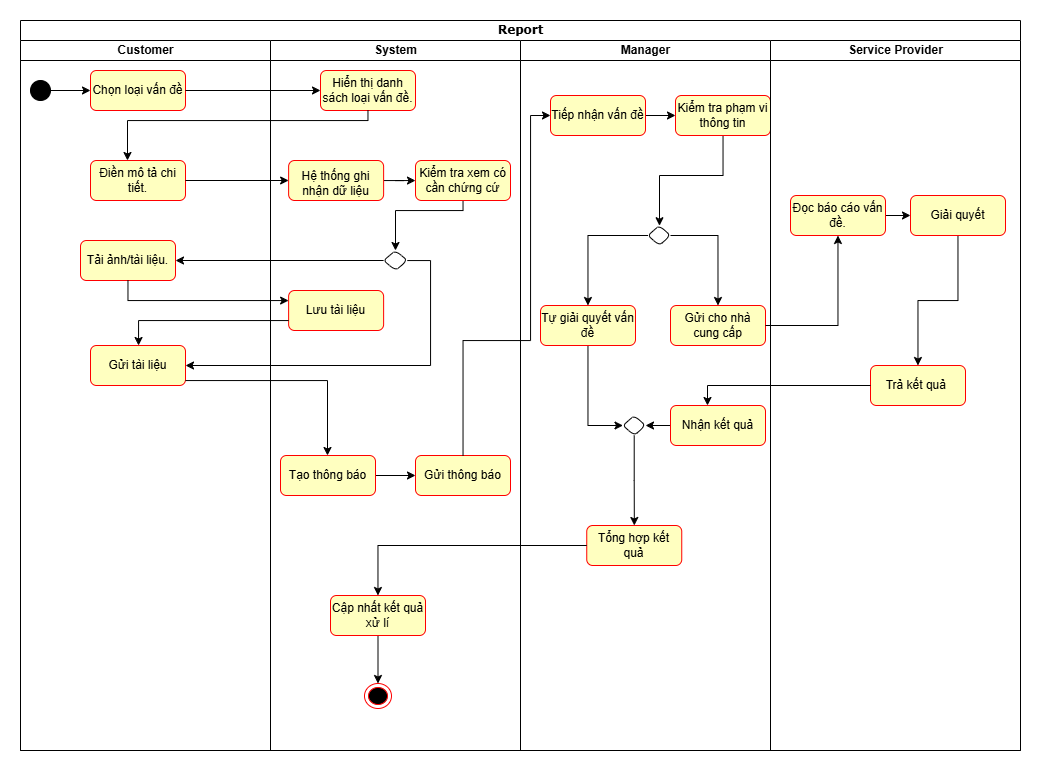 Report
Customer
System
Manager
Service Provider
Chọn loại vấn đề
Hiển thị danh
sách loại vấn đề.
Điền mô tả chi
tiết.
Hệ thống ghi
nhận dữ liệu
Kiểm tra xem có
cần chứng cứ
Tải ảnh/tài liệu.
Lưu tài liệu
Gửi tài liệu
Tạo thông báo
Gửi thông báo
Tiếp nhận vấn đề
Kiểm tra phạm vi
thông tin
Tự giải quyết vấn
đề
Gửi cho nhà
cung cấp
Đọc báo cáo vấn
đề.
Giải quyết
Trả kết quả
Nhận kết quả
Tổng hợp kết
quả
Cập nhất kết quả
xử lí